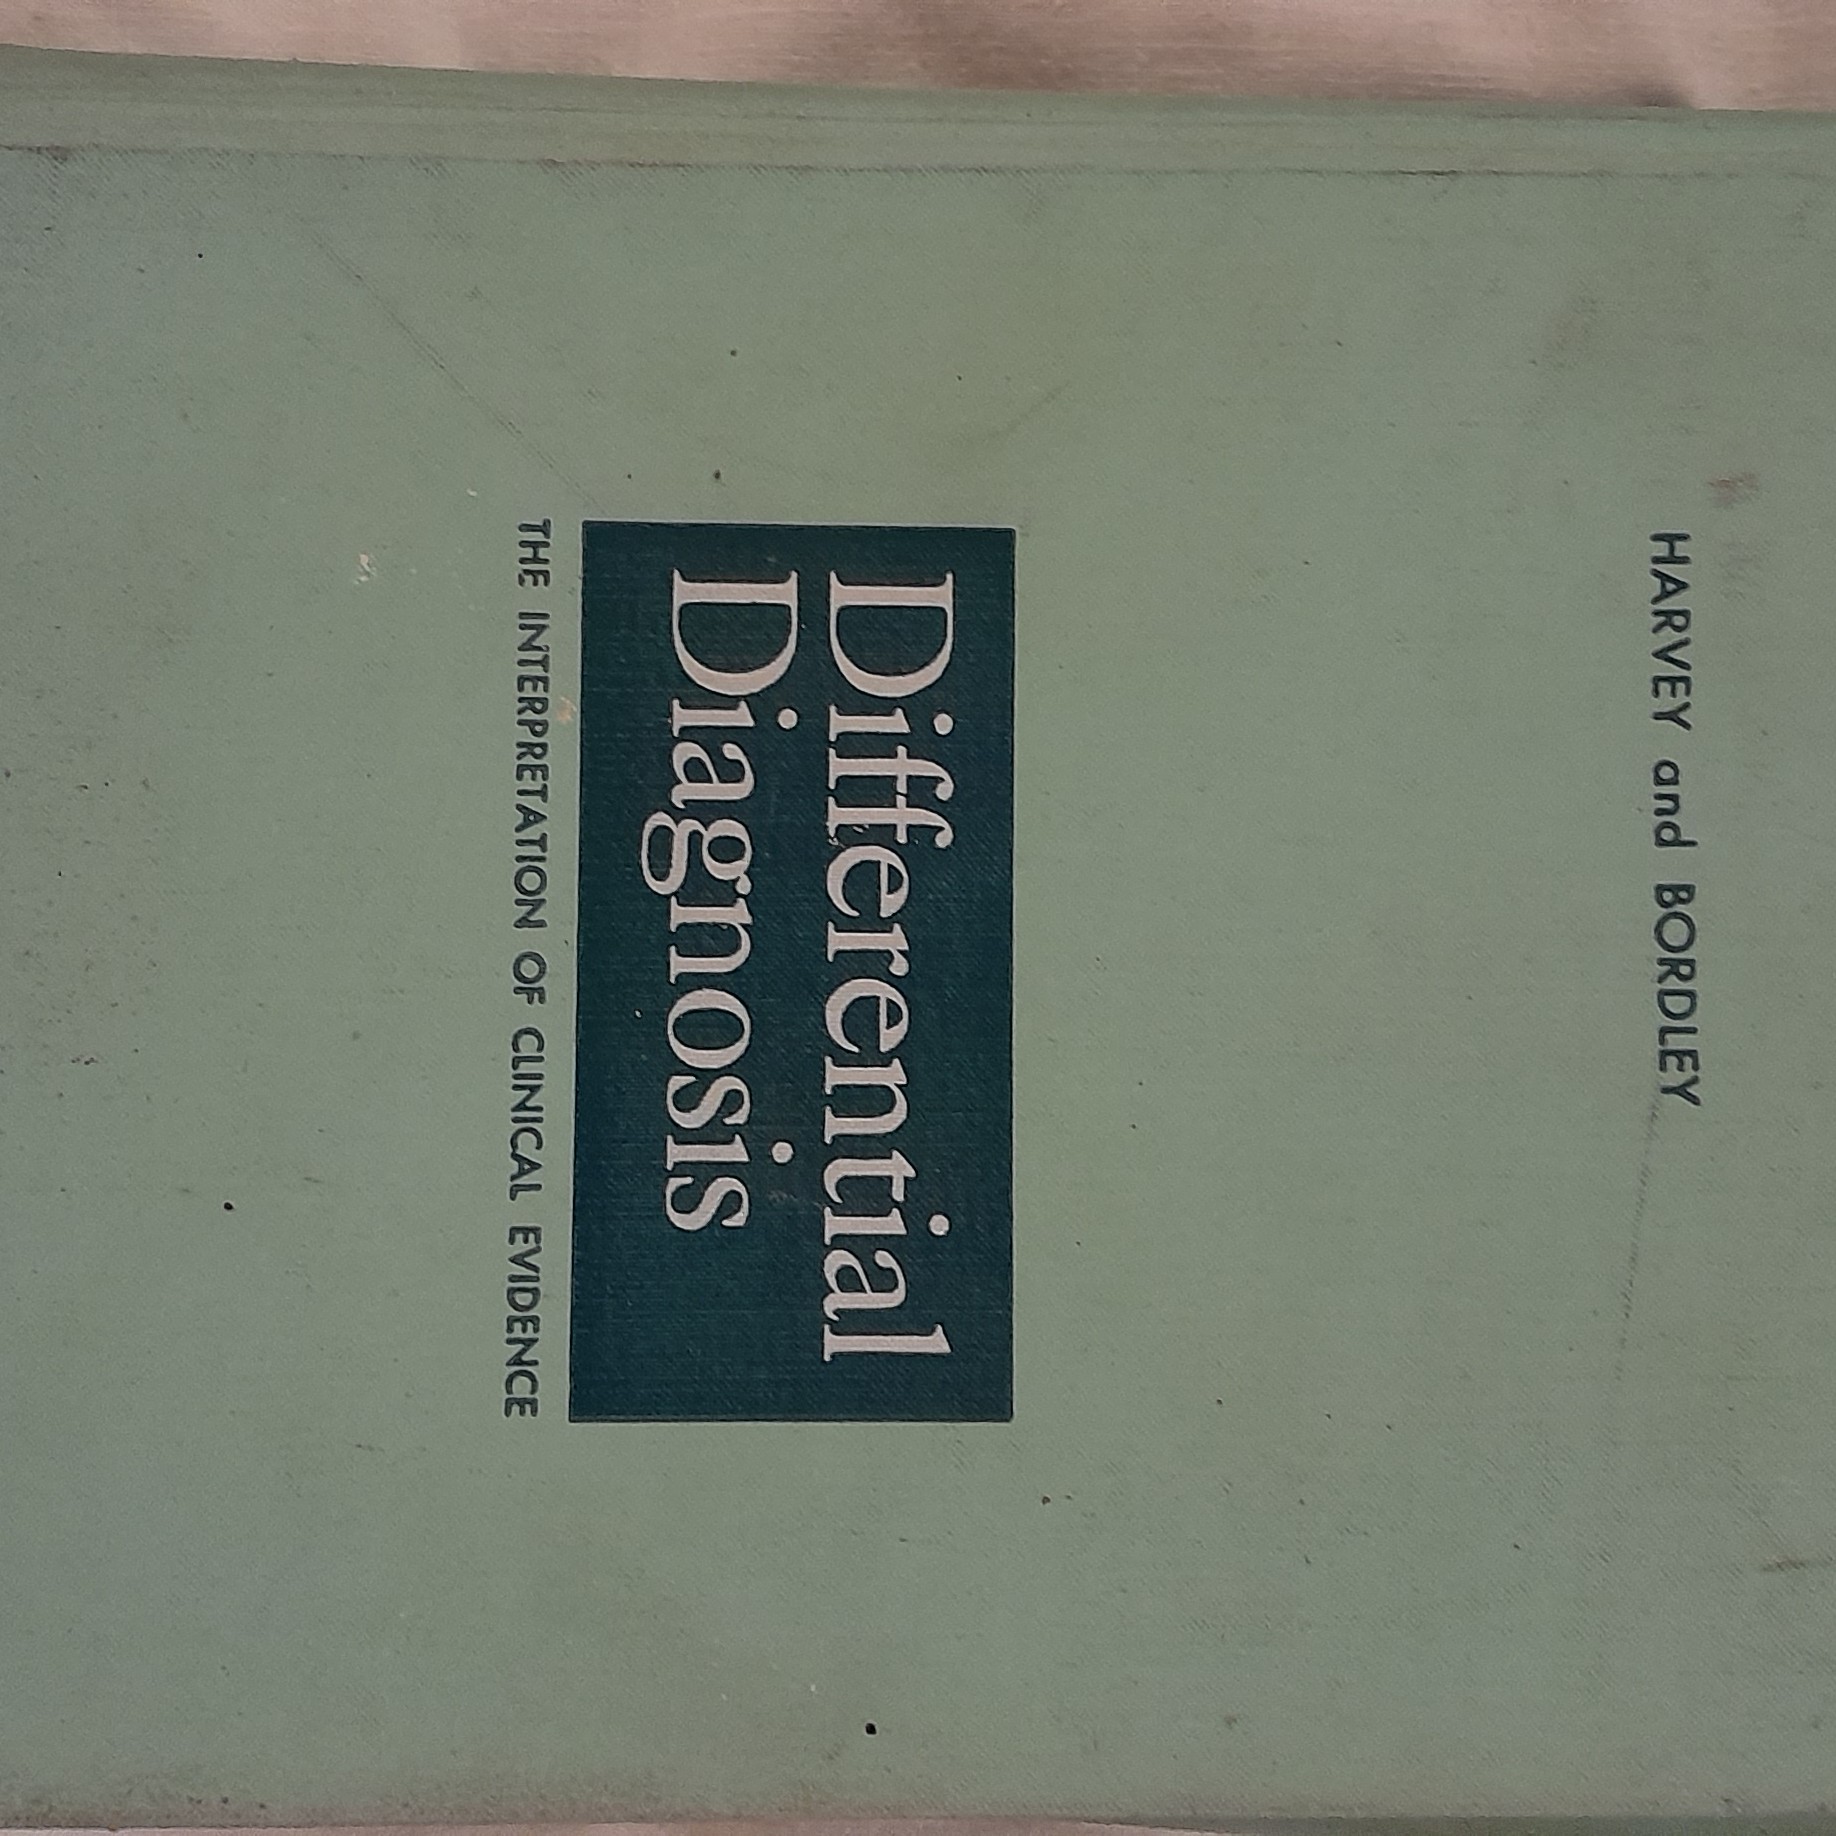 HARVEY and BORDLEY
Differential
Diagnosis
THE INTERPRETATION OF CLINICAL EVIDENCE